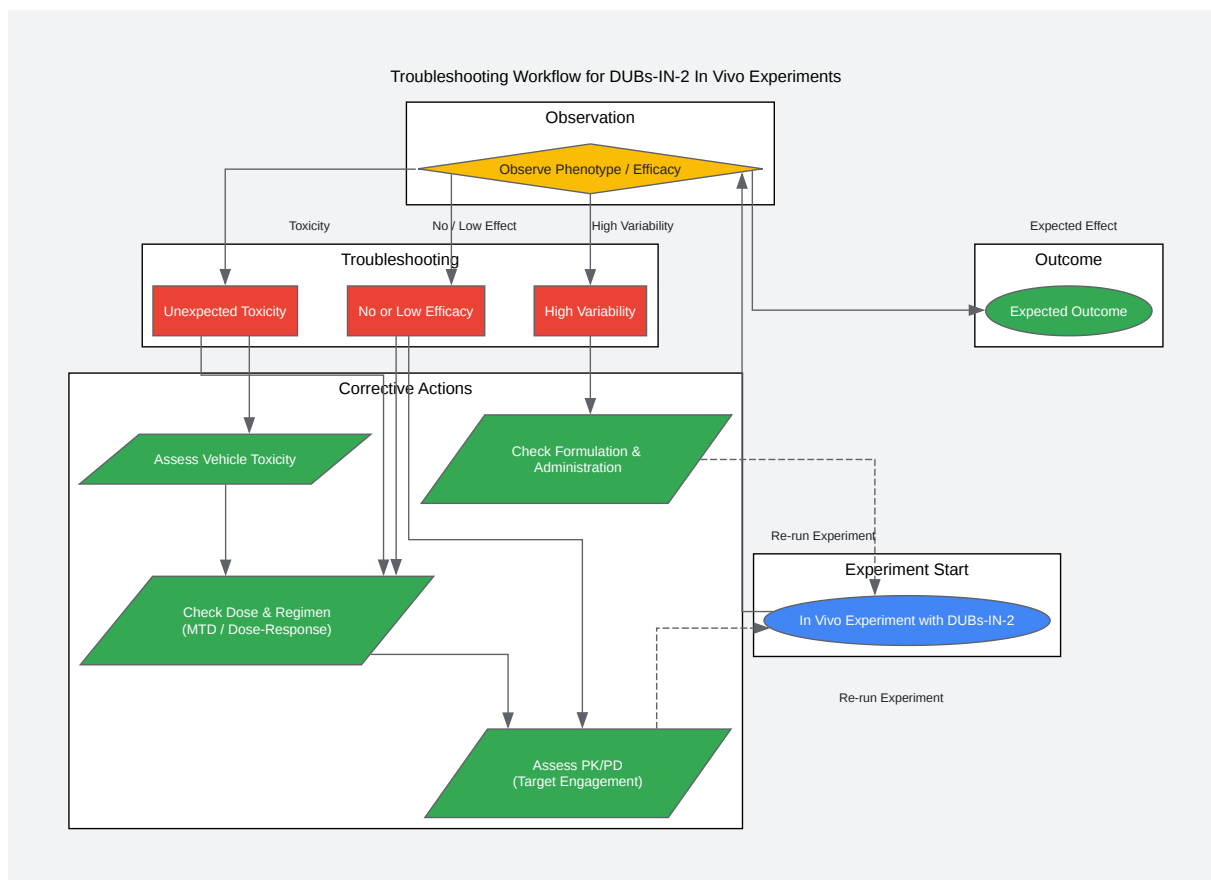 Troubleshooting Workflow for DUBs-IN-2 In Vivo Experiments
Observation
Observe Phenotype / Efficacy
Toxicity
No / Low Effect
High Variability
Expected Effect
Troubleshooting
Outcome
Unexpected Toxicity
No or Low Efficacy
High Variability
Expected Outcome
Corrective Actions
Assess Vehicle Toxicity
Check Formulation &
Administration
Re-run Experiment
Experiment Start
Check Dose & Regimen
(MTD / Dose-Response)
In Vivo Experiment with DUBs-IN-2
Re-run Experiment
Assess PK/PD
(Target Engagement)